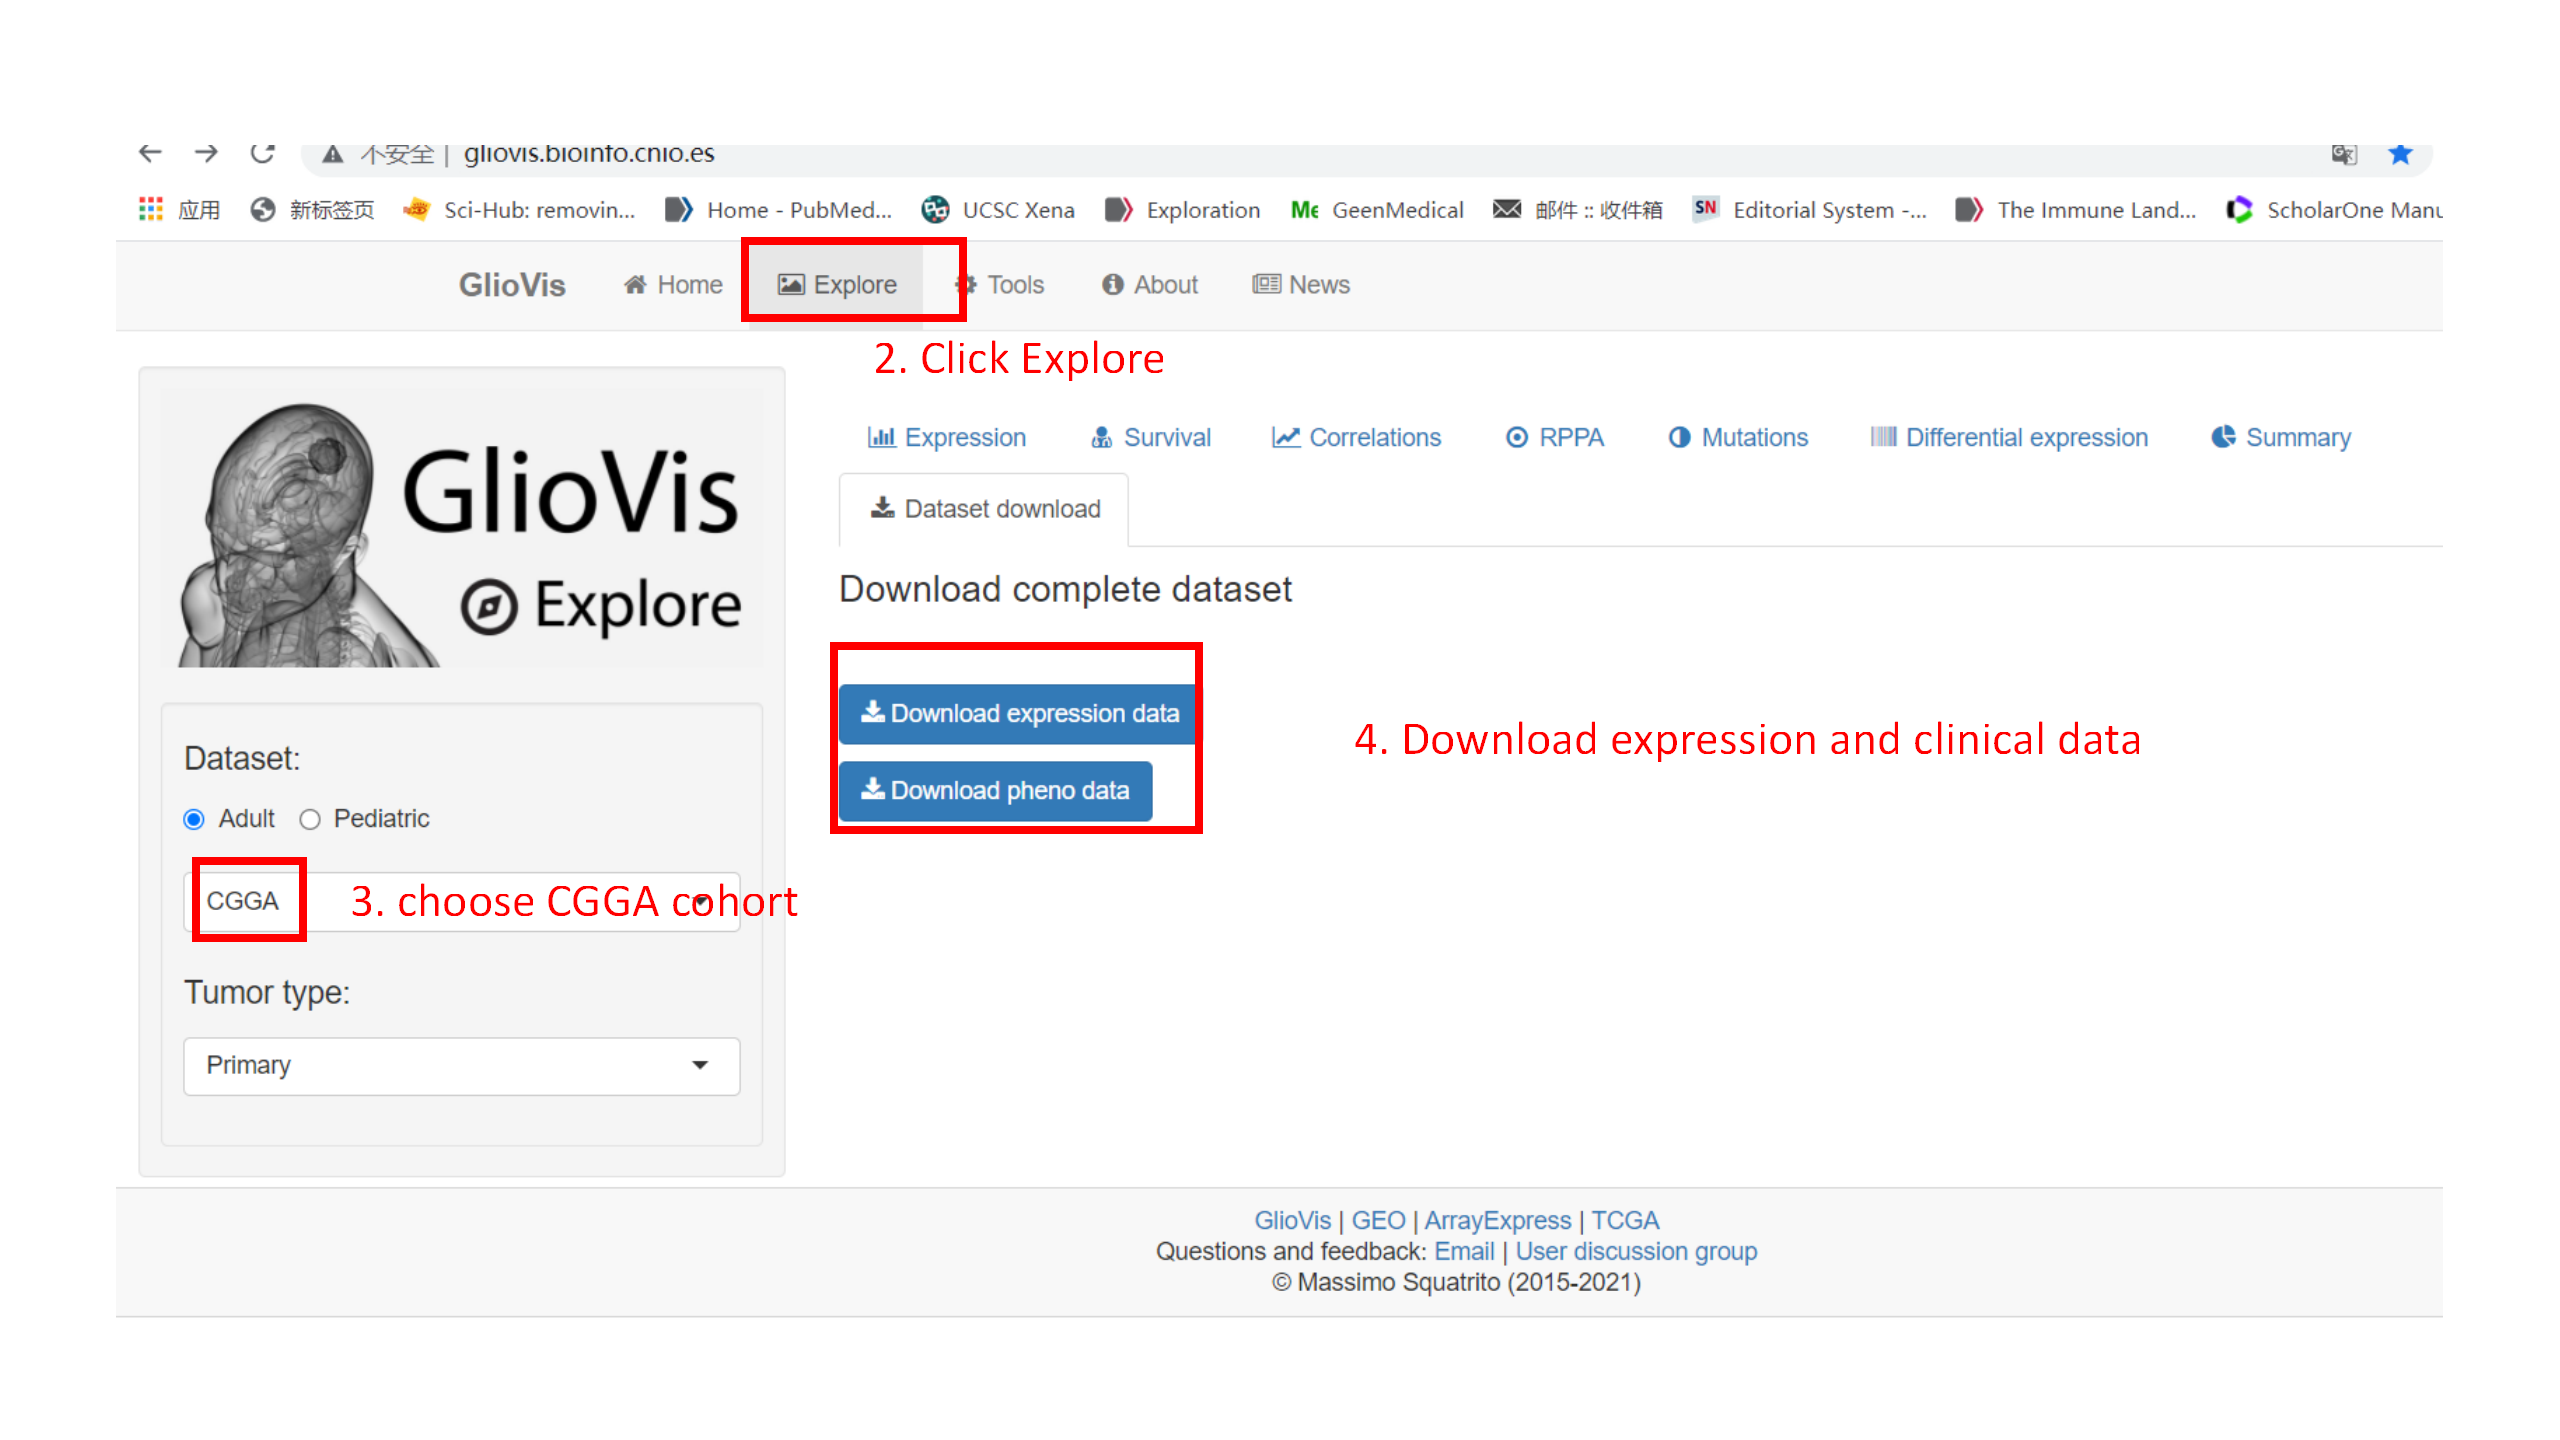 不安全 | gliovis.bioinfo.cnio.es
应用 新标签页 Sci-Hub: removin... Home - PubMed... UCSC Xena Exploration GeenMedical 邮件 :: 收件箱 SN Editorial System -... The Immune Land... ScholarOne Manu
GlioVis Home Explore Tools About News
2. Click Explore
Expression Survival Correlations RPPA Mutations Differential expression Summary
Dataset download
GlioVis
Explore
Download complete dataset
Download expression data
Download pheno data
4. Download expression and clinical data
Dataset:
Adult Pediatric
CGGA 3. choose CGGA cohort
Tumor type:
Primary
GlioVis | GEO | ArrayExpress | TCGA
Questions and feedback: Email | User discussion group
© Massimo Squatrito (2015-2021)